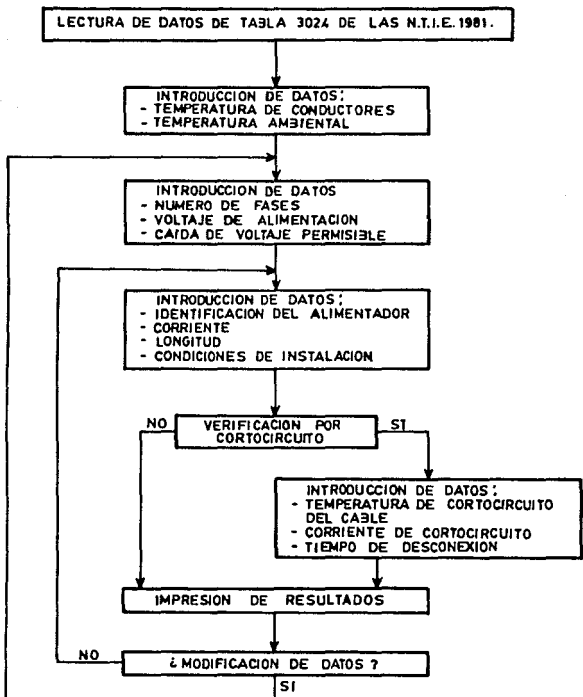 LECTURA DE DATOS DE TABLA 302.4 DE LAS N.T.I.E. 1981.
INTRODUCCION DE DATOS:
- TEMPERATURA DE CONDUCTORES
- TEMPERATURA AMBIENTAL
INTRODUCCION DE DATOS
- NUMERO DE FASES
- VOLTAJE DE ALIMENTACION
- CAIDA DE VOLTAJE PERMISIBLE
INTRODUCCION DE DATOS:
- IDENTIFICACION DEL ALIMENTADOR
- CORRIENTE
- LONGITUD
- CONDICIONES DE INSTALACION
NO
VERIFICACION POR
CORTOCIRCUITO
SI
INTRODUCCION DE DATOS:
- TEMPERATURA DE CORTOCIRCUITO
DEL CABLE
- CORRIENTE DE CORTOCIRCUITO
- TIEMPO DE DESCONEXION
IMPRESION DE RESULTADOS
NO
¿MODIFICACION DE DATOS?
SI